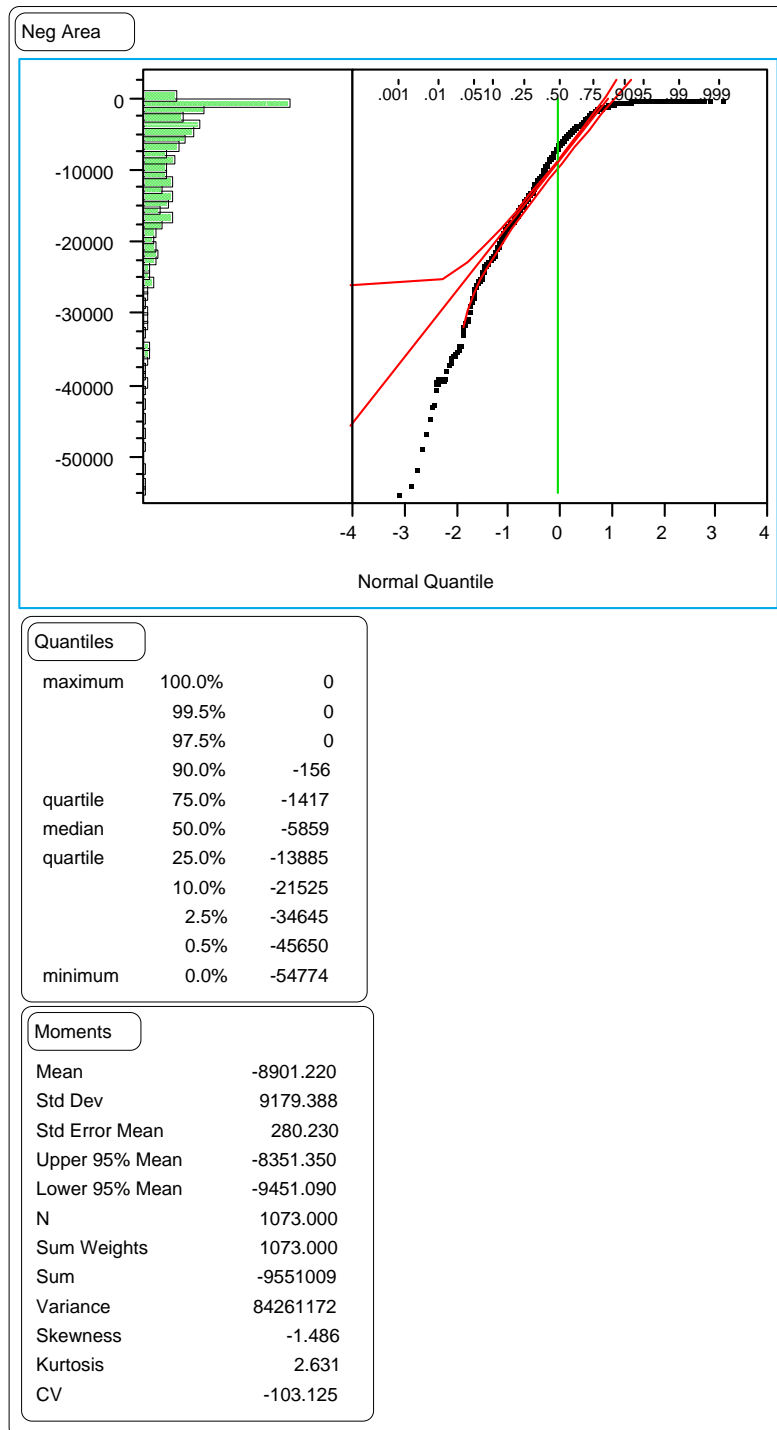 Neg Area
.001 .01 .0510 .25 .50 .75 .9095 .99 .999
0
-10000
-20000
-30000
-40000
-50000
-4 -3 -2 -1 0 1 2 3 4
Normal Quantile
Quantiles
maximum 100.0% 0
99.5% 0
97.5% 0
90.0% -156
quartile 75.0% -1417
median 50.0% -5859
quartile 25.0% -13885
10.0% -21525
2.5% -34645
0.5% -45650
minimum 0.0% -54774
Moments
Mean -8901.220
Std Dev 9179.388
Std Error Mean 280.230
Upper 95% Mean -8351.350
Lower 95% Mean -9451.090
N 1073.000
Sum Weights 1073.000
Sum -9551009
Variance 84261172
Skewness -1.486
Kurtosis 2.631
CV -103.125